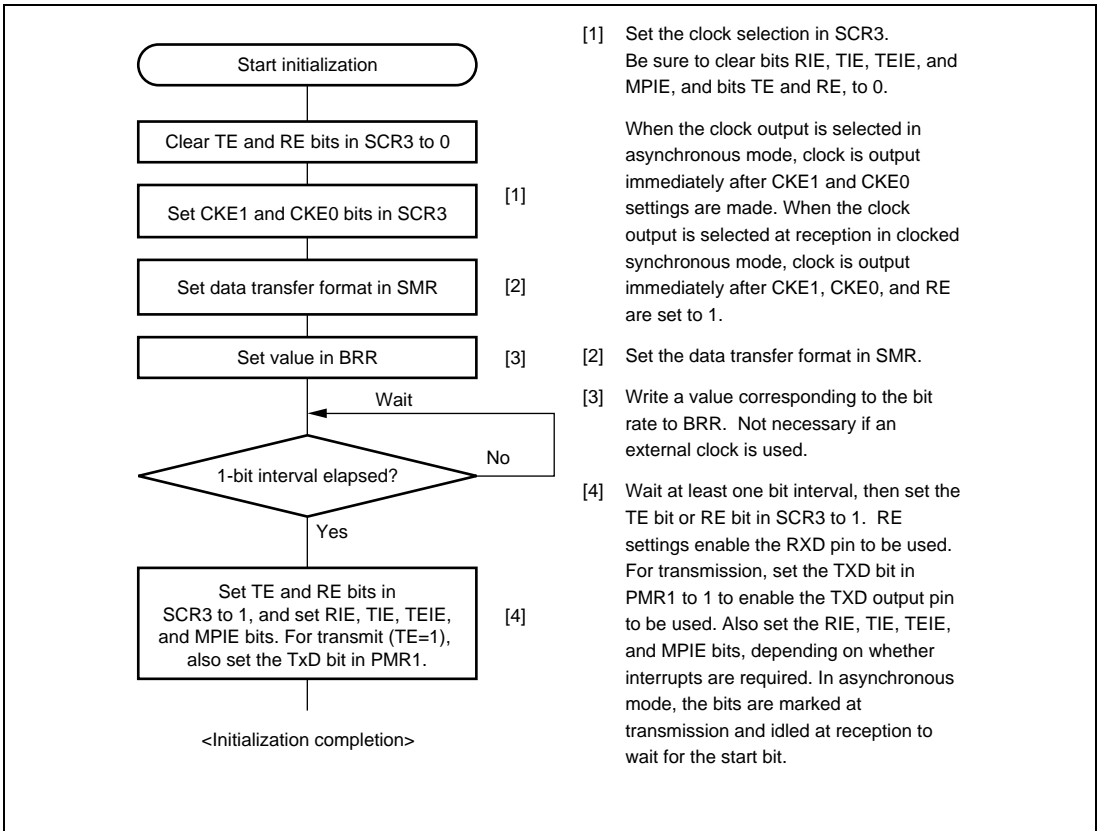 Start initialization
Clear TE and RE bits in SCR3 to 0
Set CKE1 and CKE0 bits in SCR3
[1]
Set data transfer format in SMR
[2]
Set value in BRR
[3]
Wait
1-bit interval elapsed?
No
Yes
Set TE and RE bits in
SCR3 to 1, and set RIE, TIE, TEIE,
and MPIE bits. For transmit (TE=1),
also set the TxD bit in PMR1.
[4]
<Initialization completion>
[1] Set the clock selection in SCR3.
Be sure to clear bits RIE, TIE, TEIE, and
MPIE, and bits TE and RE, to 0.
When the clock output is selected in
asynchronous mode, clock is output
immediately after CKE1 and CKE0
settings are made. When the clock
output is selected at reception in clocked
synchronous mode, clock is output
immediately after CKE1, CKE0, and RE
are set to 1.
[2] Set the data transfer format in SMR.
[3] Write a value corresponding to the bit
rate to BRR. Not necessary if an
external clock is used.
[4] Wait at least one bit interval, then set the
TE bit or RE bit in SCR3 to 1. RE
settings enable the RXD pin to be used.
For transmission, set the TXD bit in
PMR1 to 1 to enable the TXD output pin
to be used. Also set the RIE, TIE, TEIE,
and MPIE bits, depending on whether
interrupts are required. In asynchronous
mode, the bits are marked at
transmission and idled at reception to
wait for the start bit.